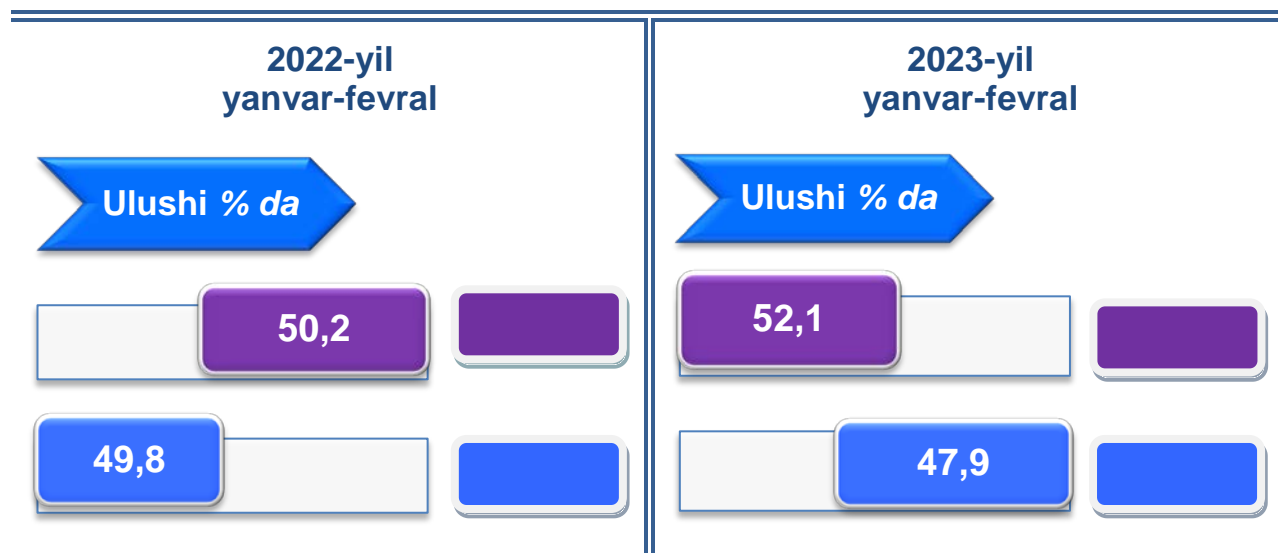 2022-yil
yanvar-fevral
Ulushi % da
50,2
49,8
2023-yil
yanvar-fevral
Ulushi % da
52,1
47,9